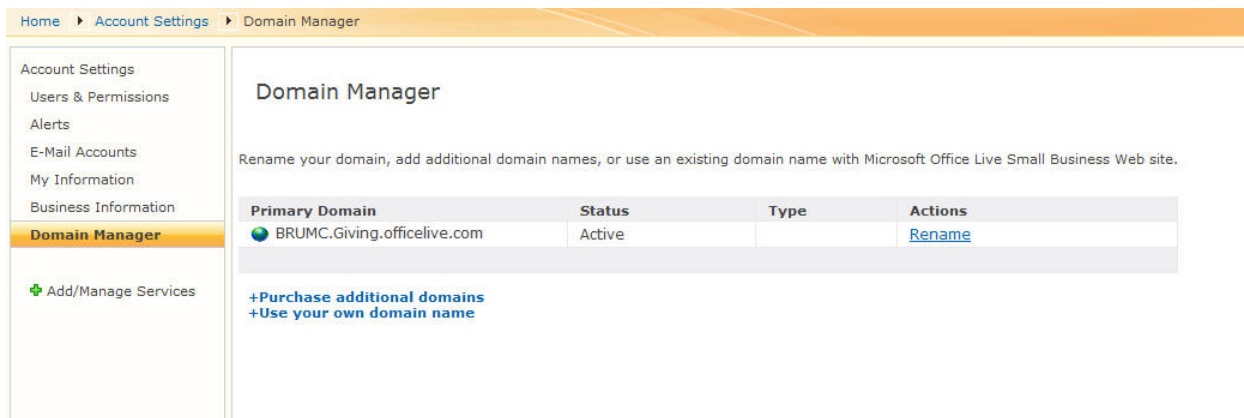 Home Account Settings Domain Manager
Account Settings
Users & Permissions
Alerts
E-Mail Accounts
My Information
Business Information
Domain Manager
Add/Manage Services
Domain Manager
Rename your domain, add additional domain names, or use an existing domain name with Microsoft Office Live Small Business Web site.
Primary Domain Status Type Actions
BRUMC.Giving.officelive.com Active Rename
+Purchase additional domains
+Use your own domain name